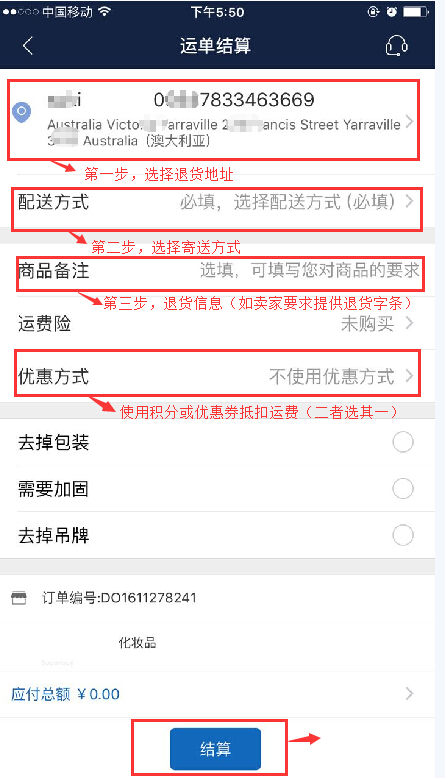 中国移动 下午5:50
运单结算
7833463669
Australia Victo arraville 2 ancis Street Yarraville
3 Australia (澳大利亚)
第一步，选择退货地址
配送方式 必填，选择配送方式 (必填)
第二步，选择寄送方式
商品备注 选填，可填写您对商品的要求
第三步，退货信息（如卖家要求提供退货字条）
运费险 未购买
优惠方式 不使用优惠方式
使用积分或优惠券抵扣运费（二者选其一）
去掉包装
需要加固
去掉吊牌
订单编号:DO1611278241
化妆品
应付总额 ￥0.00
结算